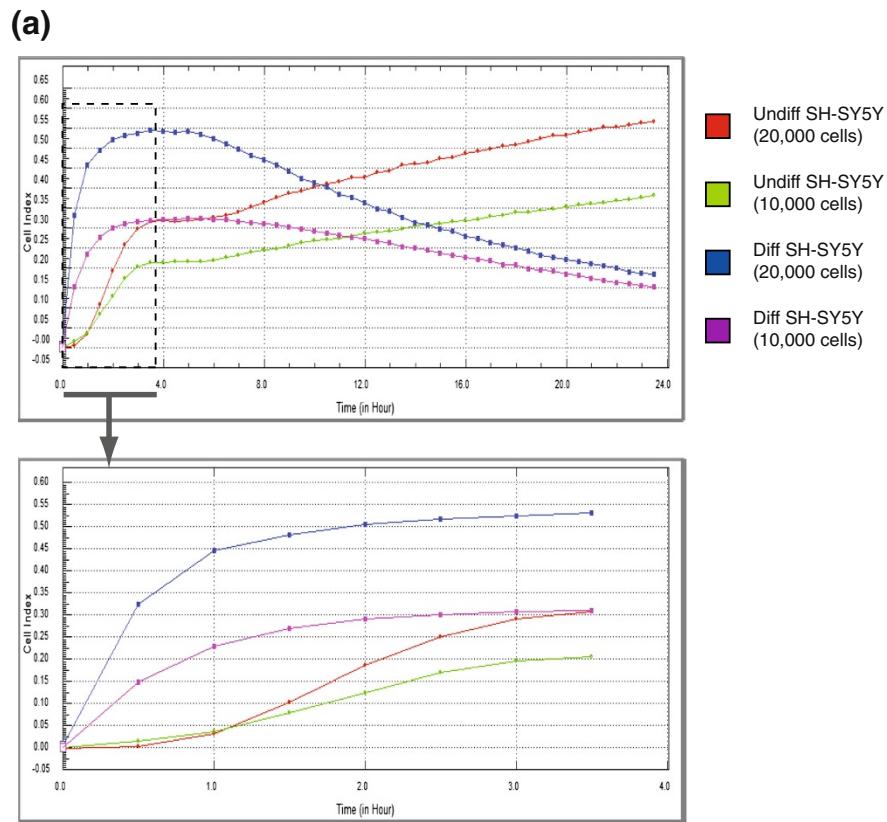 (a)
0.65
0.60
0.55
0.50
0.45
0.40
0.35
0.30
0.25
0.20
0.15
0.10
0.05
-0.00
-0.05
Cell Index
0.0 4.0 8.0 12.0 16.0 20.0 24.0
Time (in Hour)
Undiff SH-SY5Y
(20,000 cells)
Undiff SH-SY5Y
(10,000 cells)
Diff SH-SY5Y
(20,000 cells)
Diff SH-SY5Y
(10,000 cells)
0.60
0.55
0.50
0.45
0.40
0.35
0.30
0.25
0.20
0.15
0.10
0.05
0.00
-0.05
Cell Index
0.0 1.0 2.0 3.0 4.0
Time (in Hour)